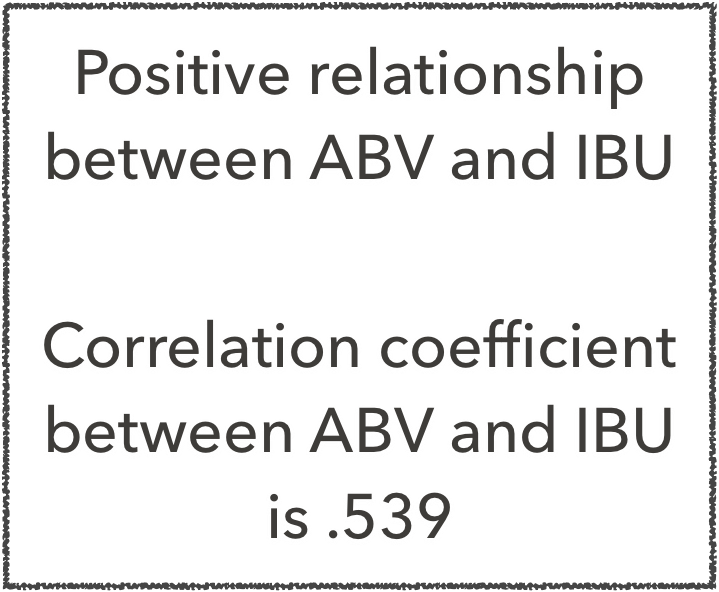 Positive relationship
between ABV and IBU
Correlation coefficient
between ABV and IBU
is .539